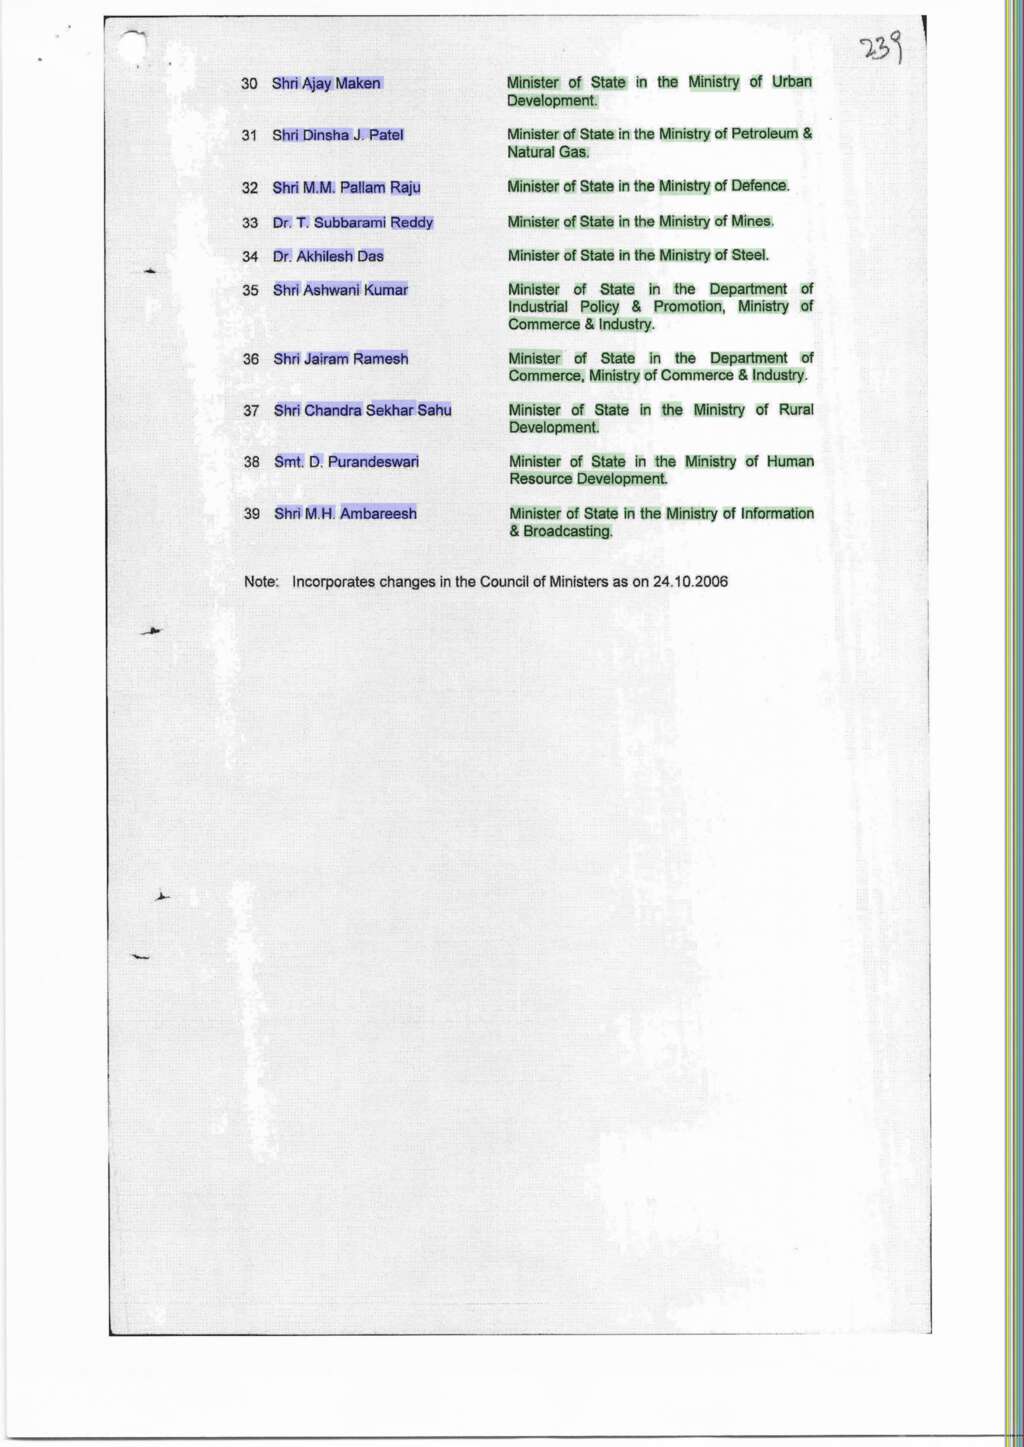 239
30 Shri Ajay Maken Minister of State in the Ministry of Urban
Development.
31 Shri Dinsha J. Patel Minister of State in the Ministry of Petroleum &
Natural Gas.
32 Shri M.M. Pallam Raju Minister of State in the Ministry of Defence.
33 Dr. T. Subbarami Reddy Minister of State in the Ministry of Mines.
34 Dr. Akhilesh Das Minister of State in the Ministry of Steel.
35 Shri Ashwani Kumar Minister of State in the Department of
Industrial Policy & Promotion, Ministry of
Commerce & Industry.
36 Shri Jairam Ramesh Minister of State in the Department of
Commerce, Ministry of Commerce & Industry.
37 Shri Chandra Sekhar Sahu Minister of State in the Ministry of Rural
Development.
38 Smt. D. Purandeswari Minister of State in the Ministry of Human
Resource Development.
39 Shri M.H. Ambareesh Minister of State in the Ministry of Information
& Broadcasting.
Note: Incorporates changes in the Council of Ministers as on 24.10.2006